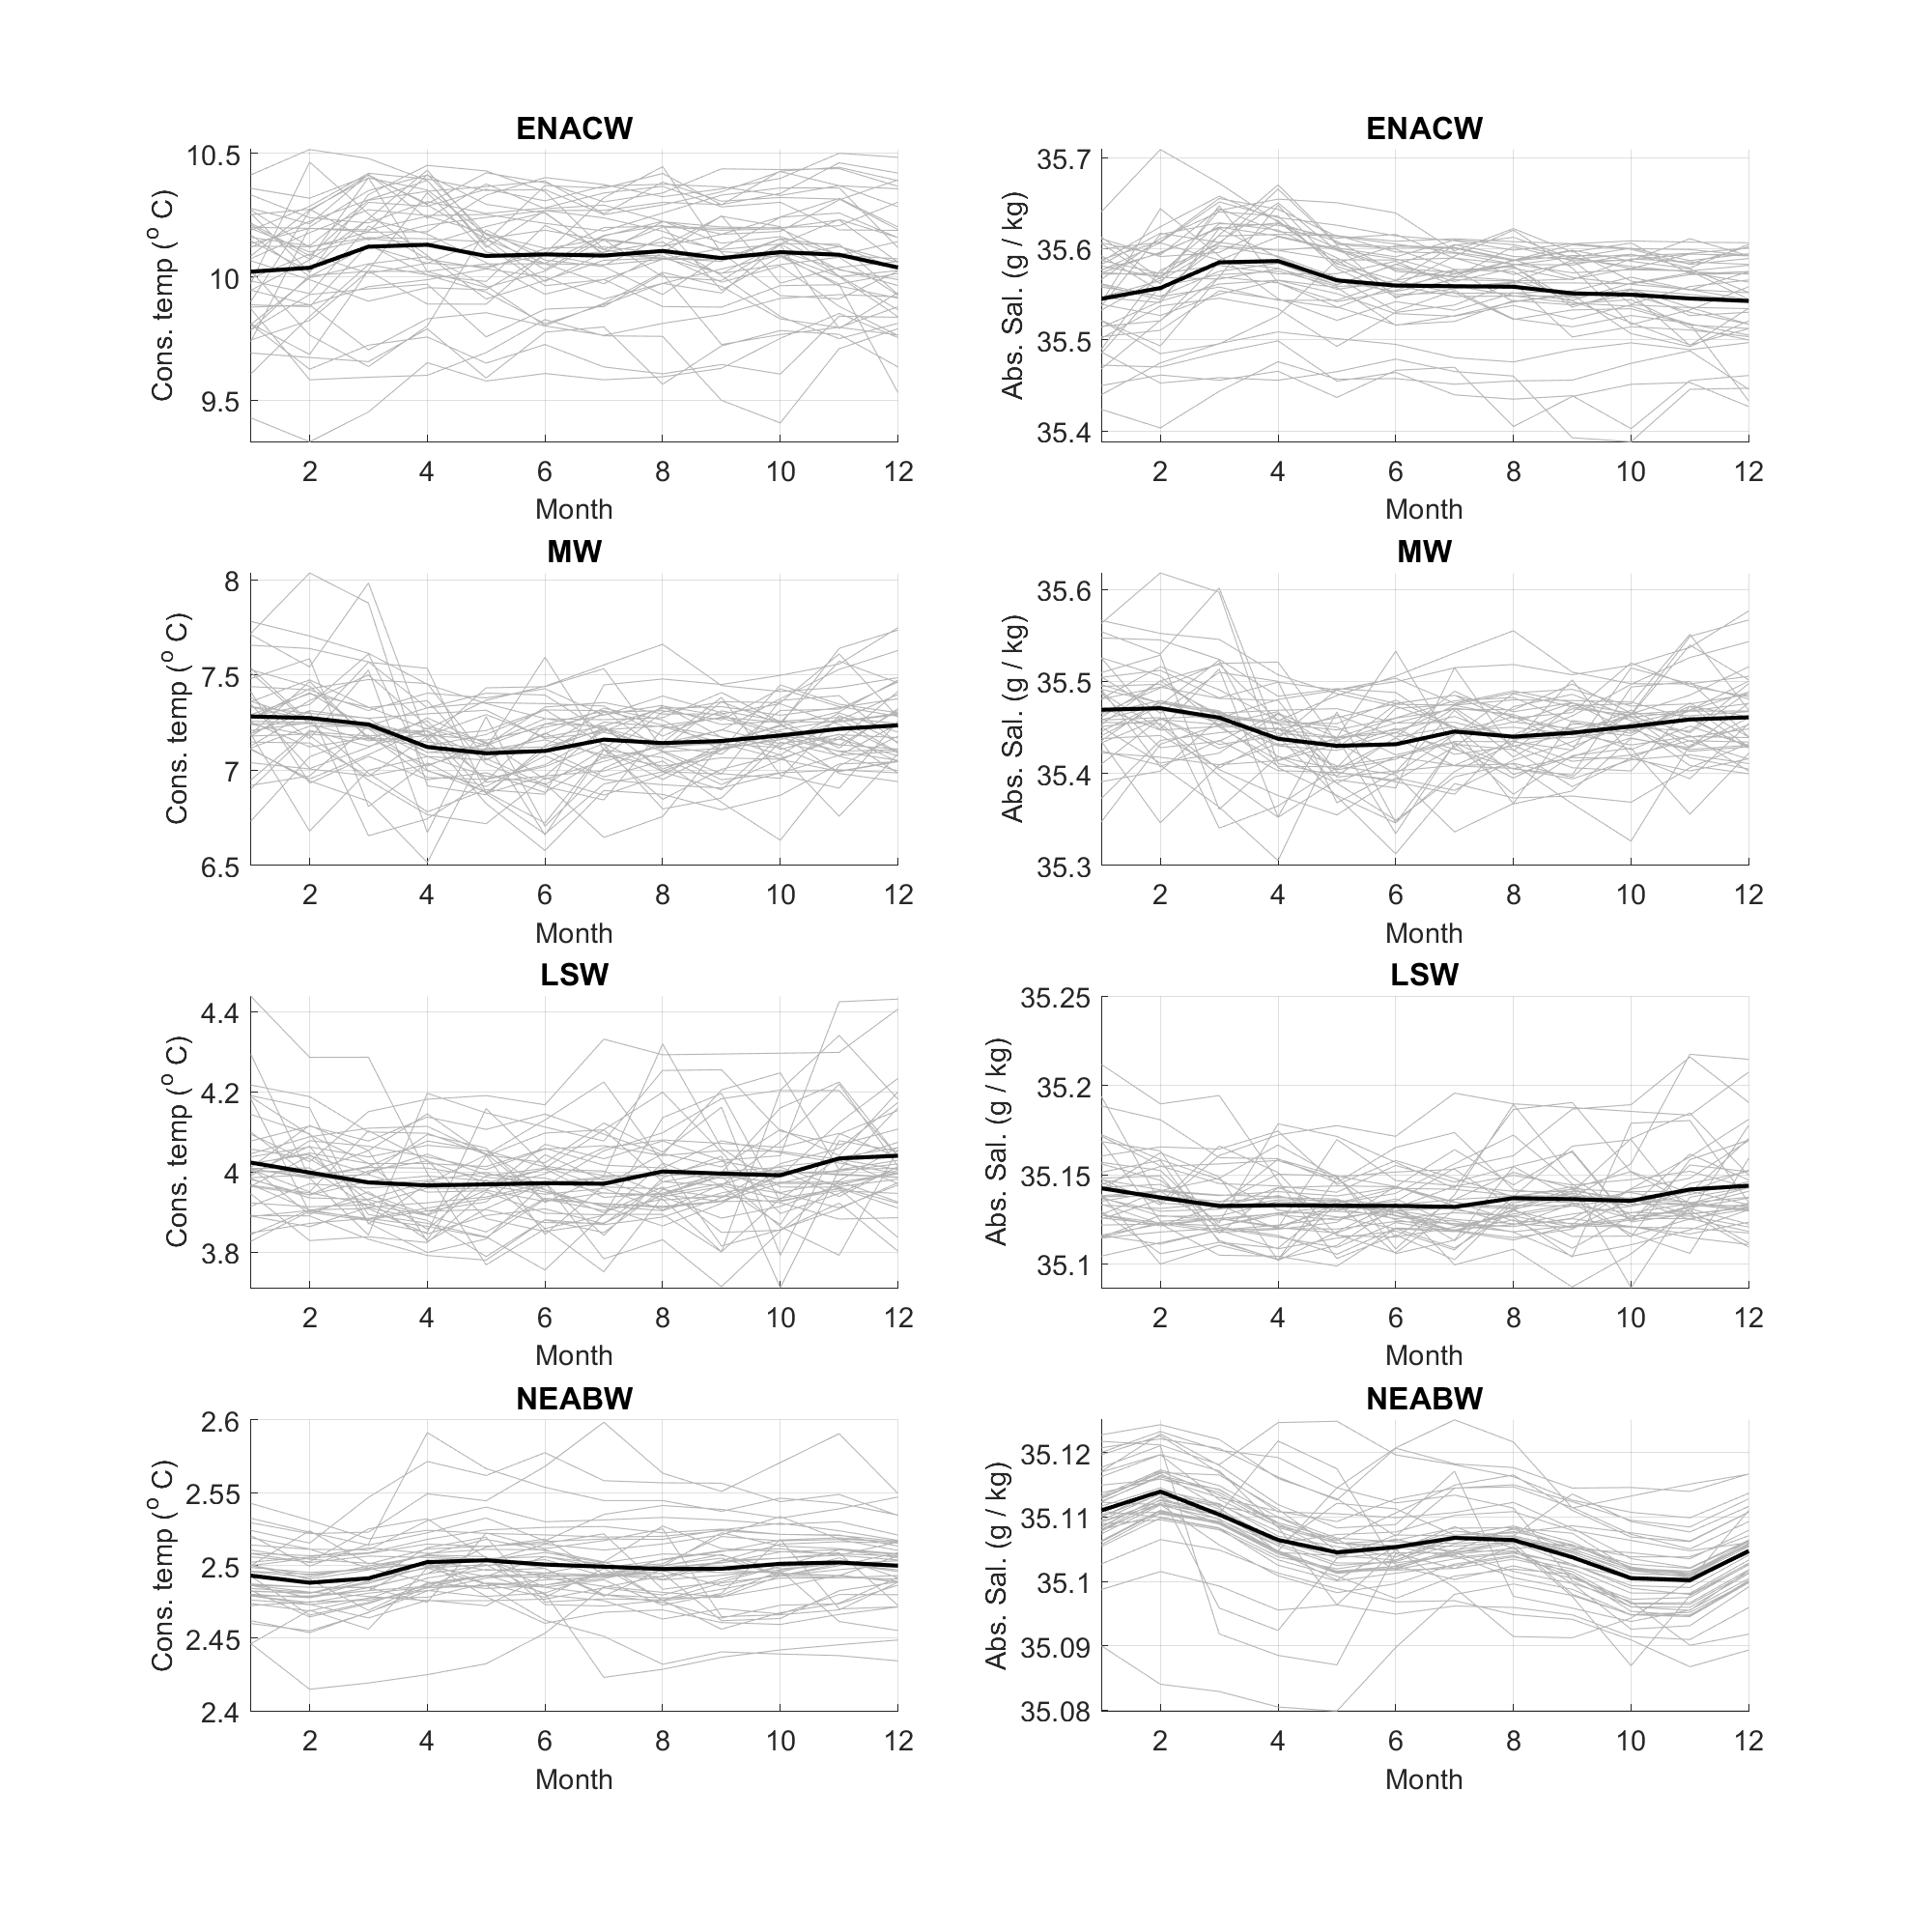 ENACW
10.5
10
9.5
Cons. temp (° C)
2 4 6 8 10 12
Month
ENACW
35.7
35.6
35.5
35.4
Abs. Sal. (g / kg)
2 4 6 8 10 12
Month
MW
8
7.5
7
6.5
Cons. temp (° C)
2 4 6 8 10 12
Month
MW
35.6
35.5
35.4
35.3
Abs. Sal. (g / kg)
2 4 6 8 10 12
Month
LSW
4.4
4.2
4
3.8
Cons. temp (° C)
2 4 6 8 10 12
Month
LSW
35.25
35.2
35.15
35.1
Abs. Sal. (g / kg)
2 4 6 8 10 12
Month
NEABW
2.6
2.55
2.5
2.45
2.4
Cons. temp (° C)
2 4 6 8 10 12
Month
NEABW
35.12
35.11
35.1
35.09
35.08
Abs. Sal. (g / kg)
2 4 6 8 10 12
Month